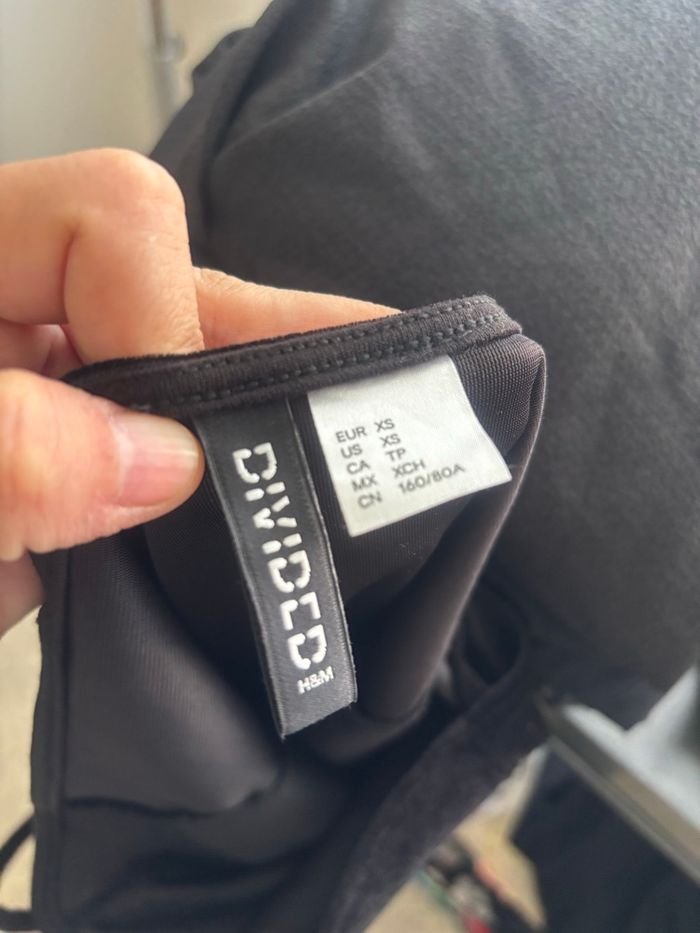 DIVIDED
H&M
EUR XS
US XS
CA TP
MX XCH
CN 160/80A